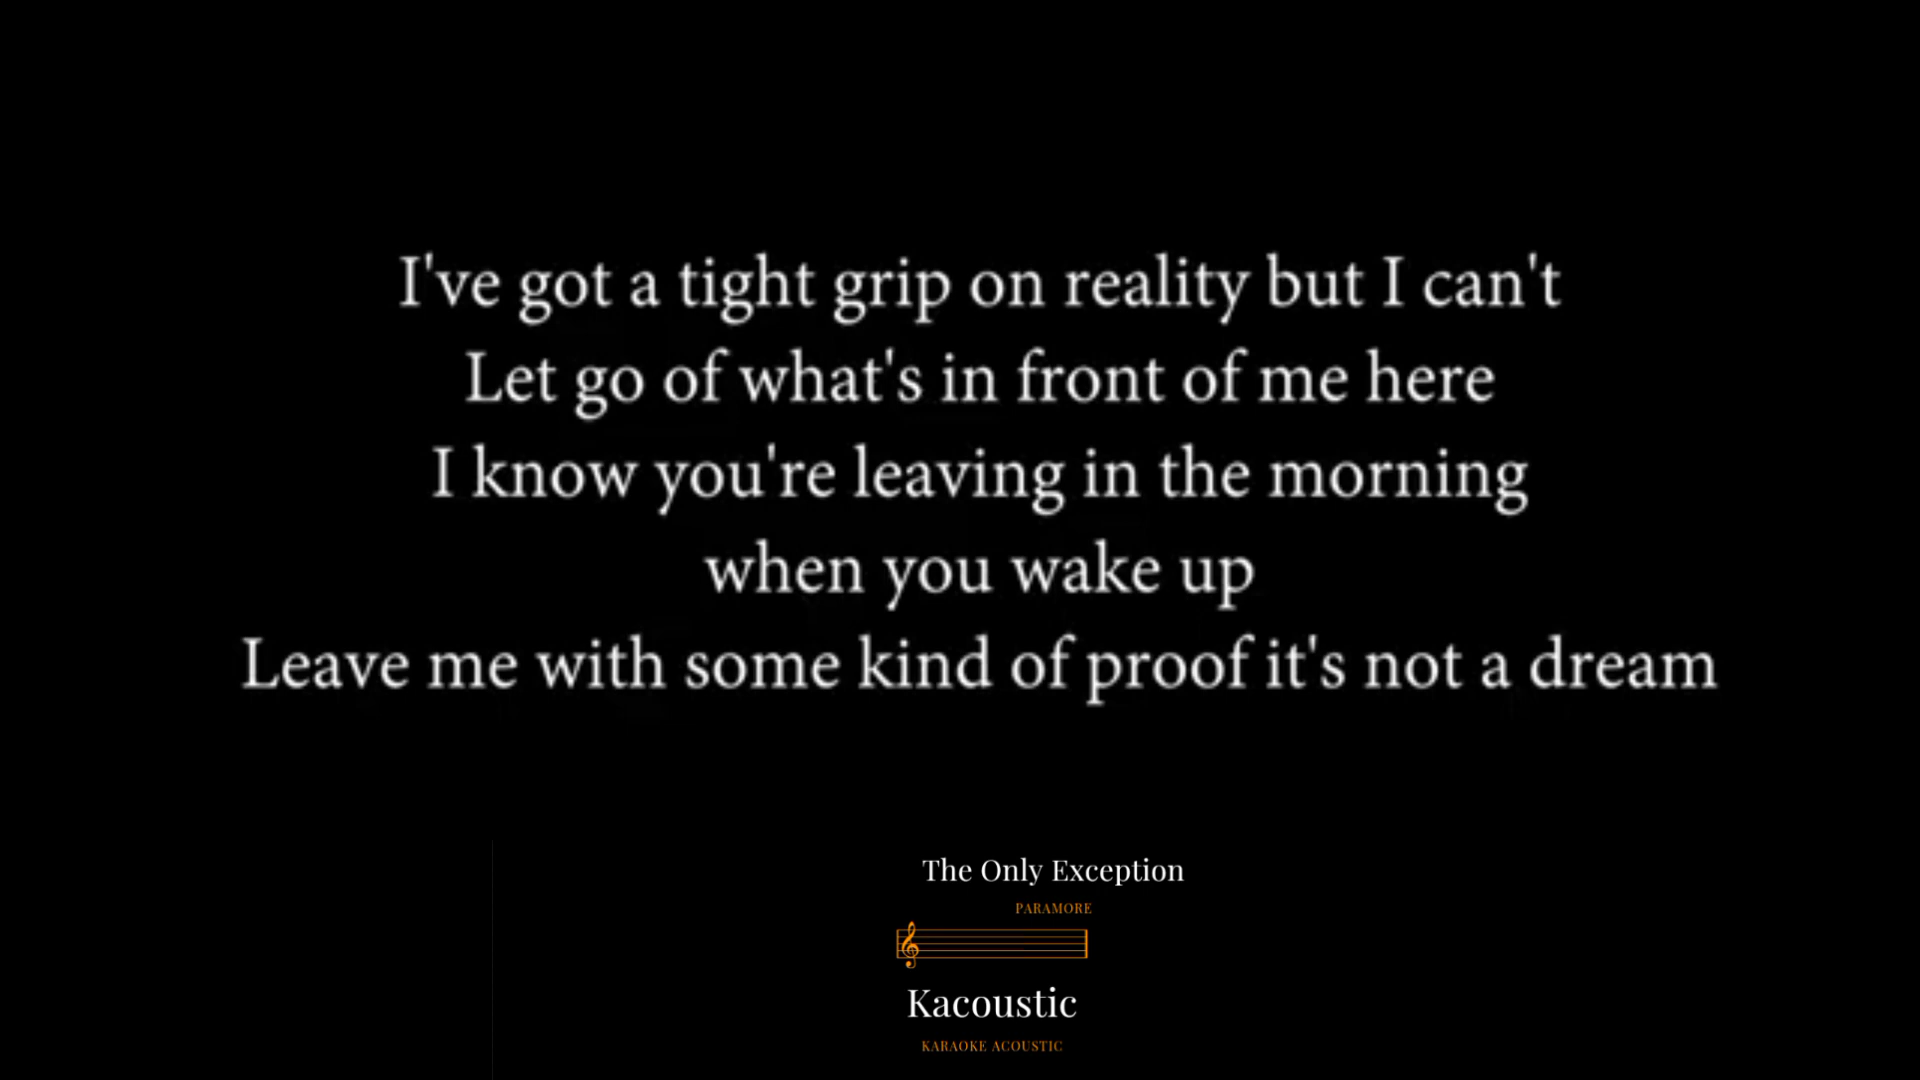 I've got a tight grip on reality but I can't
Let go of what's in front of me here
I know you're leaving in the morning
when you wake up
Leave me with some kind of proof it's not a dream
The Only Exception
PARAMORE
Kacoustic
KARAOKE ACOUSTIC